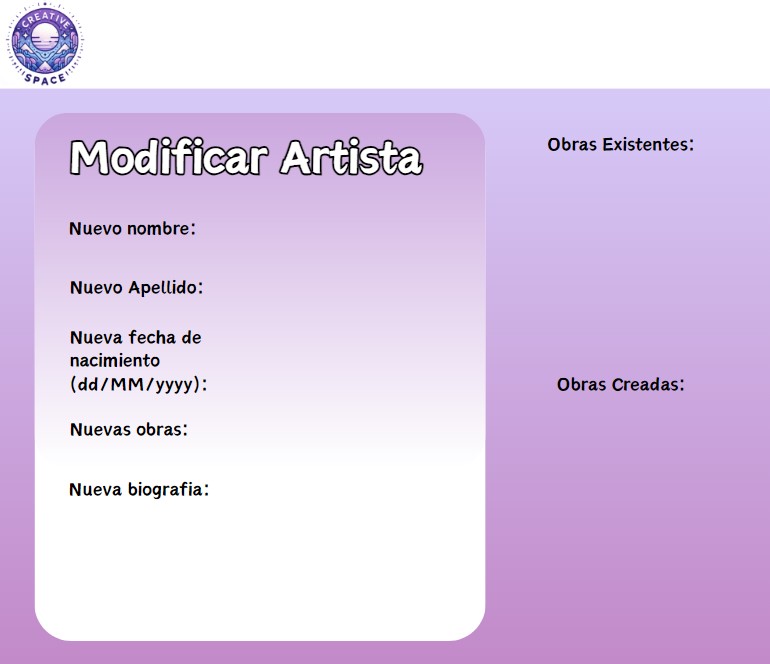 CREATIVE
SPACE
Modificar Artista
Nuevo nombre:
Nuevo Apellido:
Nueva fecha de
nacimiento
(dd/MM/yyyy):
Nuevas obras:
Nueva biografia:
Obras Existentes:
Obras Creadas: